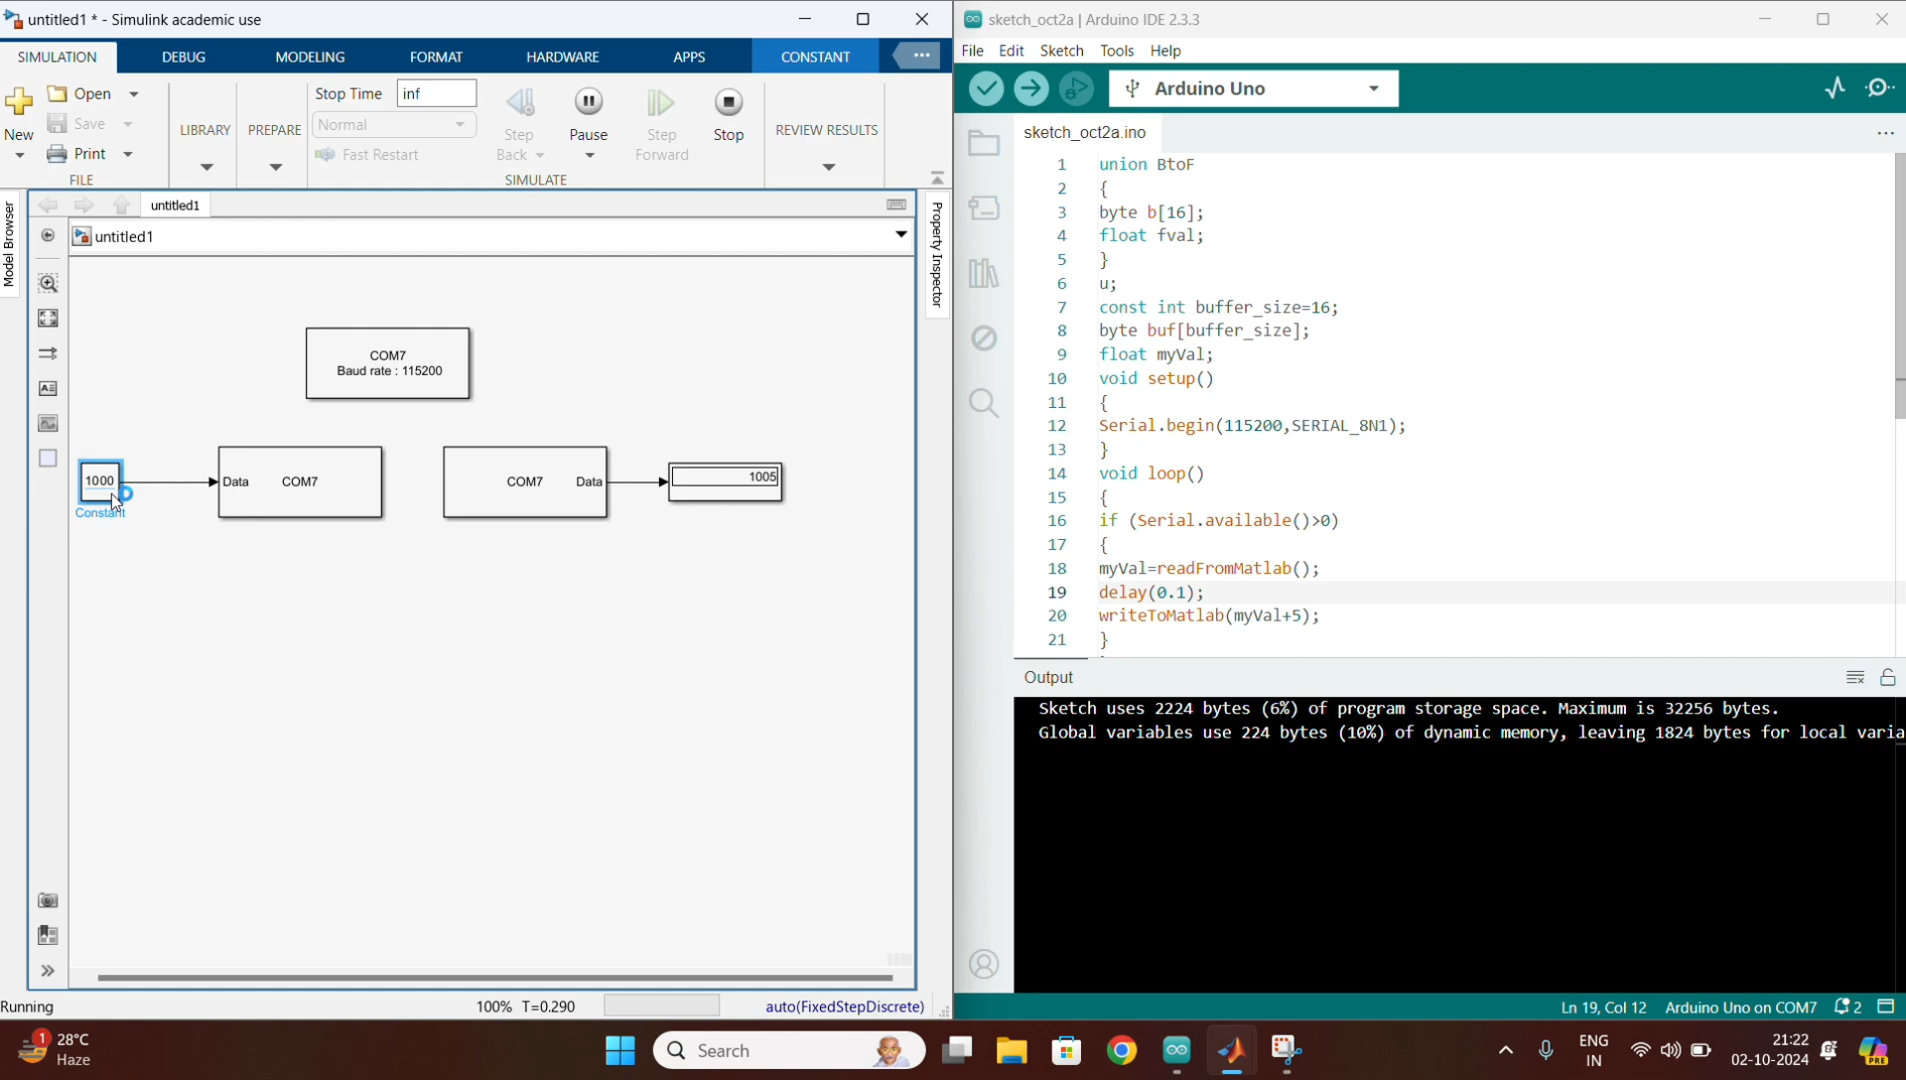 untitled1 * - Simulink academic use
SIMULATION DEBUG MODELING FORMAT HARDWARE APPS CONSTANT ...
New
Open
Save
Print
FILE
LIBRARY
PREPARE
Stop Time inf
Normal
Fast Restart
Step Back
Pause
Step Forward
Stop
SIMULATE
REVIEW RESULTS
Model Browser
untitled1
untitled1
Property Inspector
COM7
Baud rate : 115200
1000
Constant
Data COM7
COM7 Data
1005
Running 100% T=0.290 auto(FixedStepDiscrete)
sketch_oct2a | Arduino IDE 2.3.3
File Edit Sketch Tools Help
Arduino Uno
sketch_oct2a.ino
1 union BtoF
2 {
3 byte b[16];
4 float fval;
5 }
6 u;
7 const int buffer_size=16;
8 byte buf[buffer_size];
9 float myVal;
10 void setup()
11 {
12 Serial.begin(115200,SERIAL_8N1);
13 }
14 void loop()
15 {
16 if (Serial.available()>0)
17 {
18 myVal=readFromMatlab();
19 delay(0.1);
20 writeToMatlab(myVal+5);
21 }
Output
Sketch uses 2224 bytes (6%) of program storage space. Maximum is 32256 bytes.
Global variables use 224 bytes (10%) of dynamic memory, leaving 1824 bytes for local varia
Ln 19, Col 12 Arduino Uno on COM7 2
1
28°C
Haze
Search
PRE
ENG
IN
21:22
02-10-2024